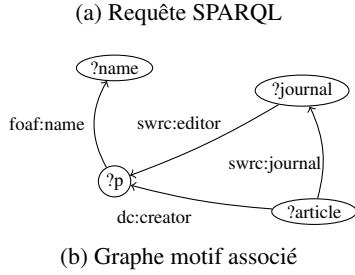 (a) Requête SPARQL
?name
?journal
foaf:name
swrc:editor
swrc:journal
?p
dc:creator
?article
(b) Graphe motif associé